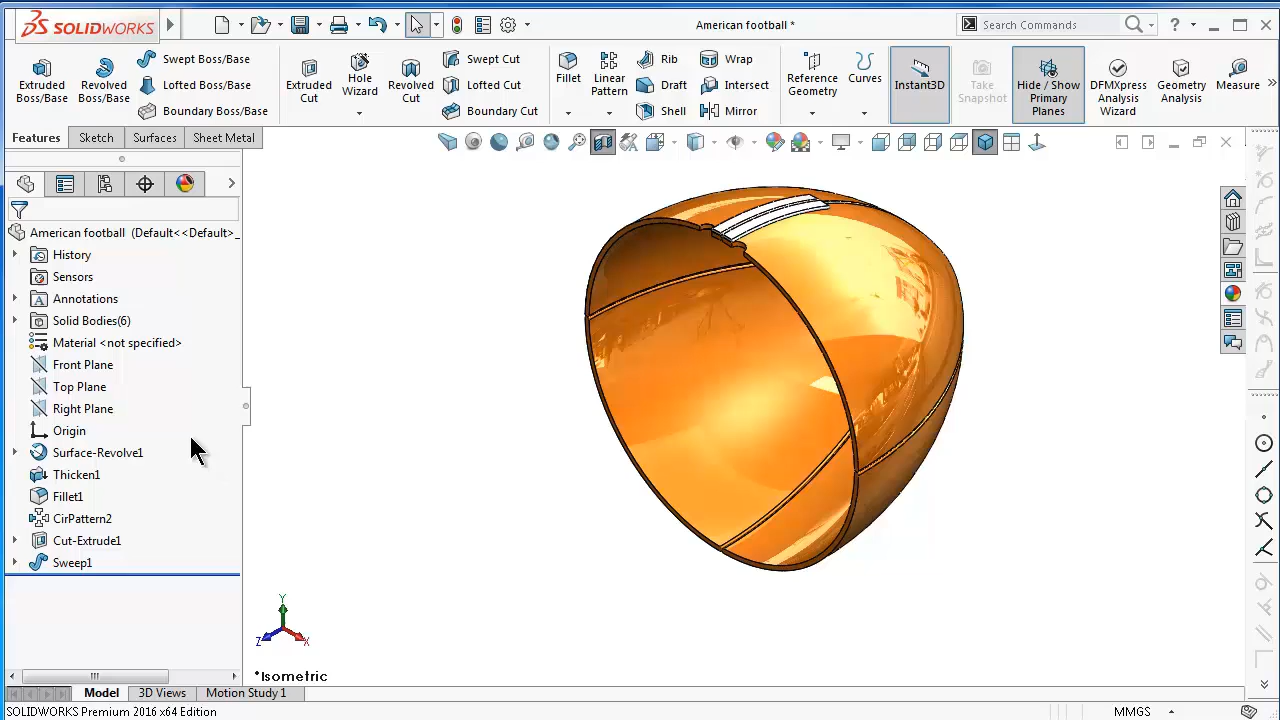 SOLIDWORKS
American football *
Search Commands
?
Extruded Boss/Base
Revolved Boss/Base
Swept Boss/Base
Lofted Boss/Base
Boundary Boss/Base
Extruded Cut
Hole Wizard
Revolved Cut
Swept Cut
Lofted Cut
Boundary Cut
Fillet
Linear Pattern
Rib
Draft
Shell
Wrap
Intersect
Mirror
Reference Geometry
Curves
Instant3D
Take Snapshot
Hide / Show Primary Planes
DFMXpress Analysis Wizard
Geometry Analysis
Measure
Features
Sketch
Surfaces
Sheet Metal
American football (Default<<Default>_
History
Sensors
Annotations
Solid Bodies(6)
Material <not specified>
Front Plane
Top Plane
Right Plane
Origin
Surface-Revolve1
Thicken1
Fillet1
CirPattern2
Cut-Extrude1
Sweep1
Y
Z
X
*Isometric
Model
3D Views
Motion Study 1
SOLIDWORKS Premium 2016 x64 Edition
MMGS